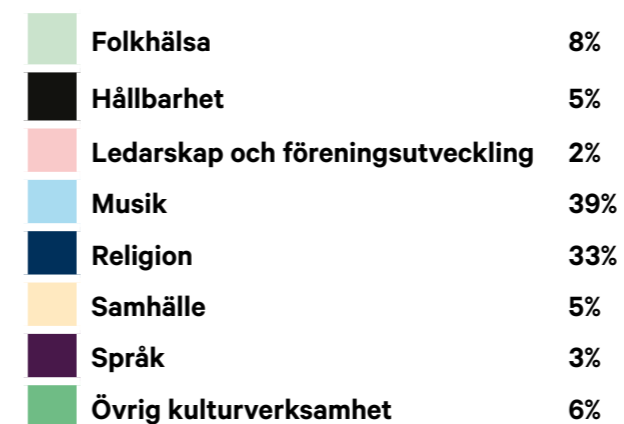 Folkhälsa 8%
Hållbarhet 5%
Ledarskap och föreningsutveckling 2%
Musik 39%
Religion 33%
Samhälle 5%
Språk 3%
Övrig kulturverksamhet 6%